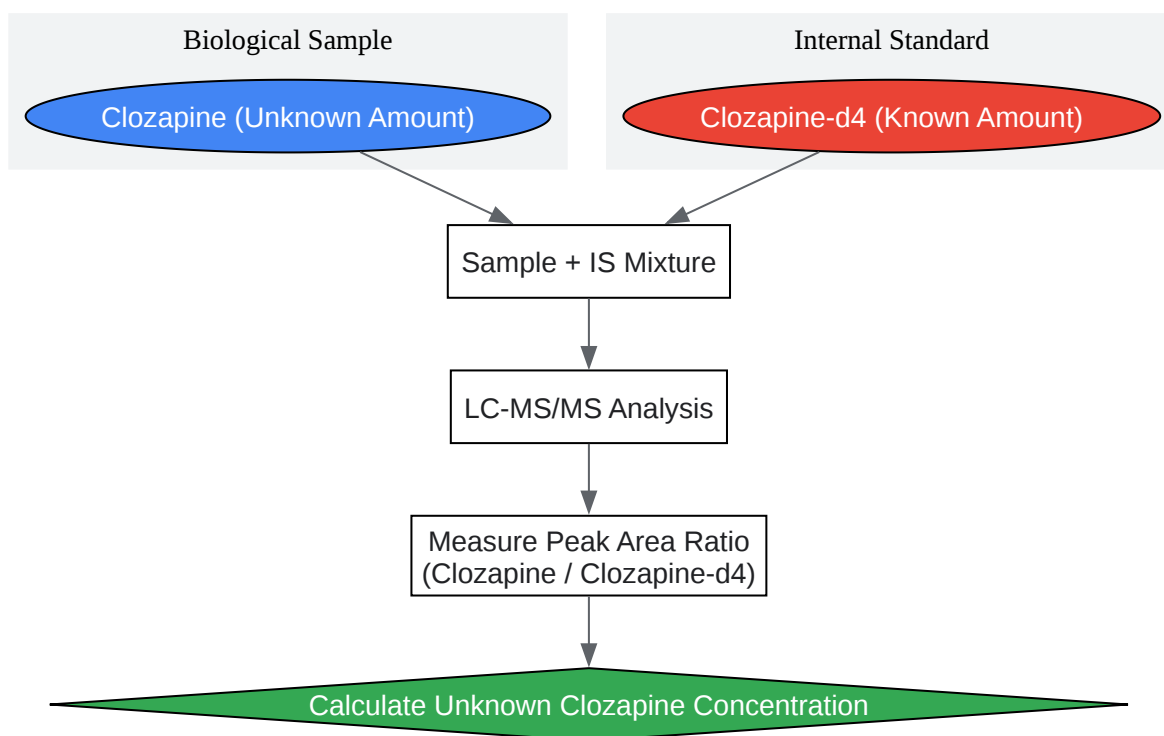 Biological Sample
Internal Standard
Clozapine (Unknown Amount)
Clozapine-d4 (Known Amount)
Sample + IS Mixture
LC-MS/MS Analysis
Measure Peak Area Ratio
(Clozapine / Clozapine-d4)
Calculate Unknown Clozapine Concentration